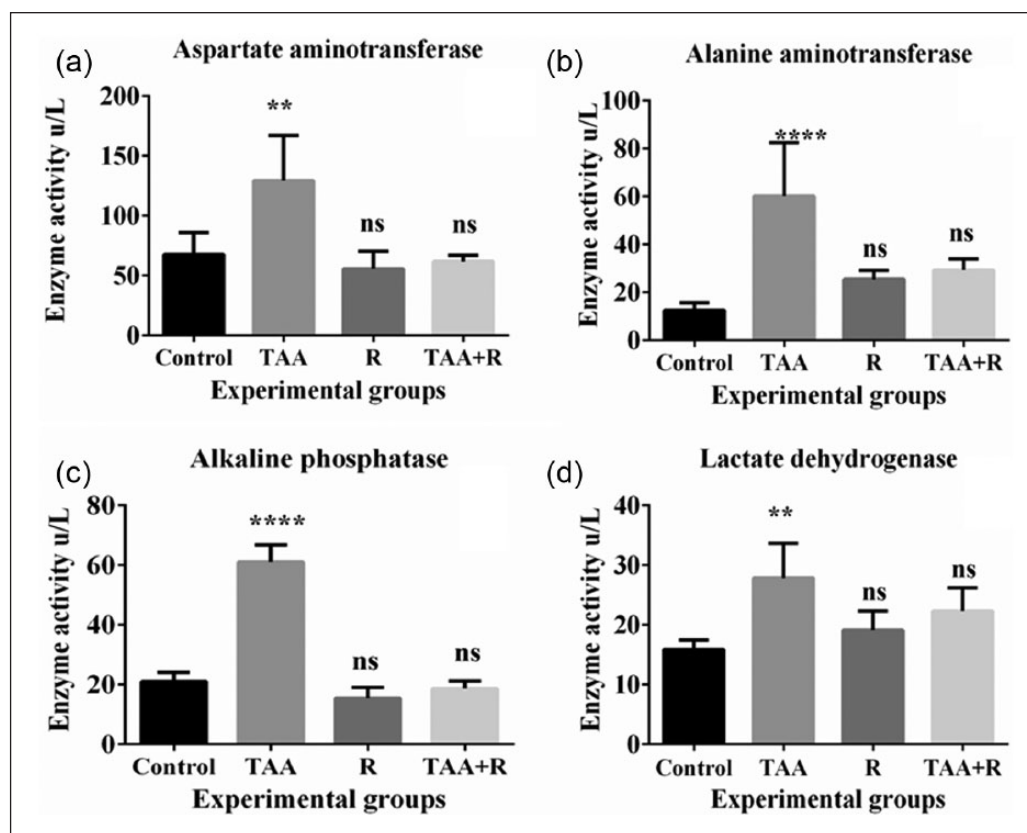 (a)
Aspartate aminotransferase
Enzyme activity u/L
200
150
100
50
0
**
ns
ns
Control TAA R TAA+R
Experimental groups
(b)
Alanine aminotransferase
Enzyme activity u/L
100
80
60
40
20
0
****
ns
ns
Control TAA R TAA+R
Experimental groups
(c)
Alkaline phosphatase
Enzyme activity u/L
80
60
40
20
0
****
ns
ns
Control TAA R TAA+R
Experimental groups
(d)
Lactate dehydrogenase
Enzyme activity u/L
40
30
20
10
0
**
ns
ns
Control TAA R TAA+R
Experimental groups